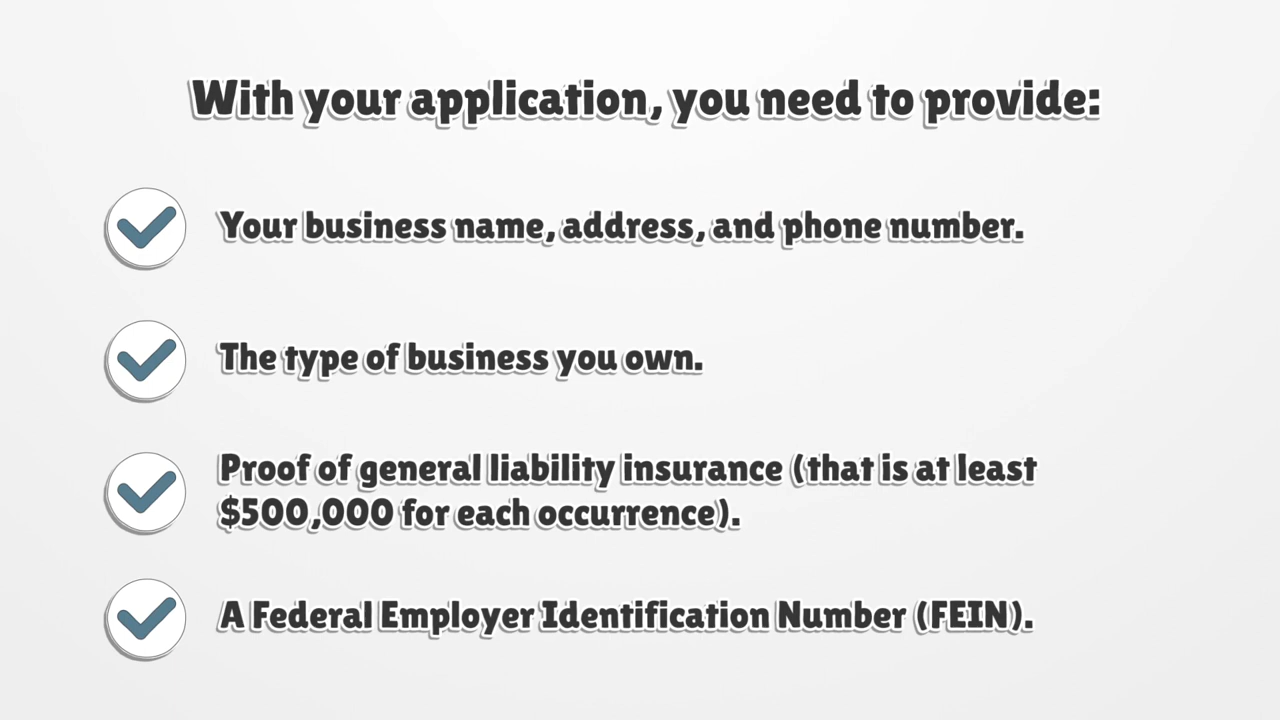 With your application, you need to provide:
Your business name, address, and phone number.
The type of business you own.
Proof of general liability insurance (that is at least
$500,000 for each occurrence).
A Federal Employer Identification Number (FEIN).